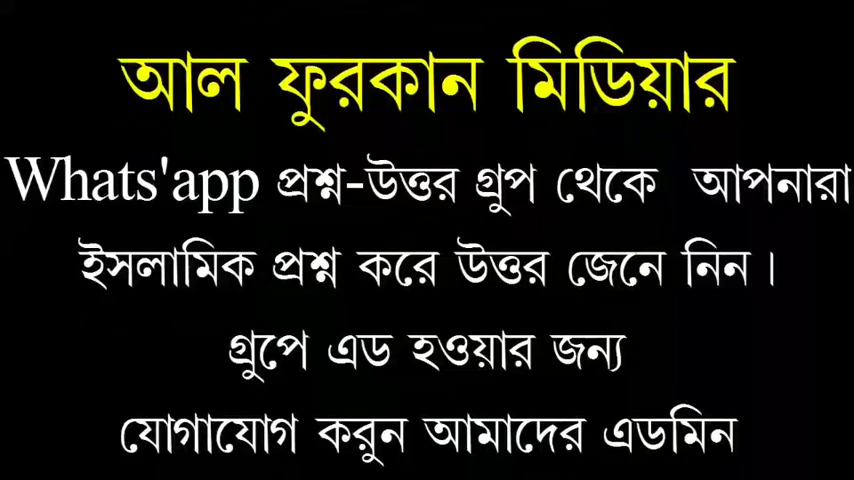 আল ফুরকান মিডিয়ার
Whats'app প্রশ্ন-উত্তর গ্রুপ থেকে আপনারা
ইসলামিক প্রশ্ন করে উত্তর জেনে নিন।
গ্রুপে এড হওয়ার জন্য
যোগাযোগ করুন আমাদের এডমিন